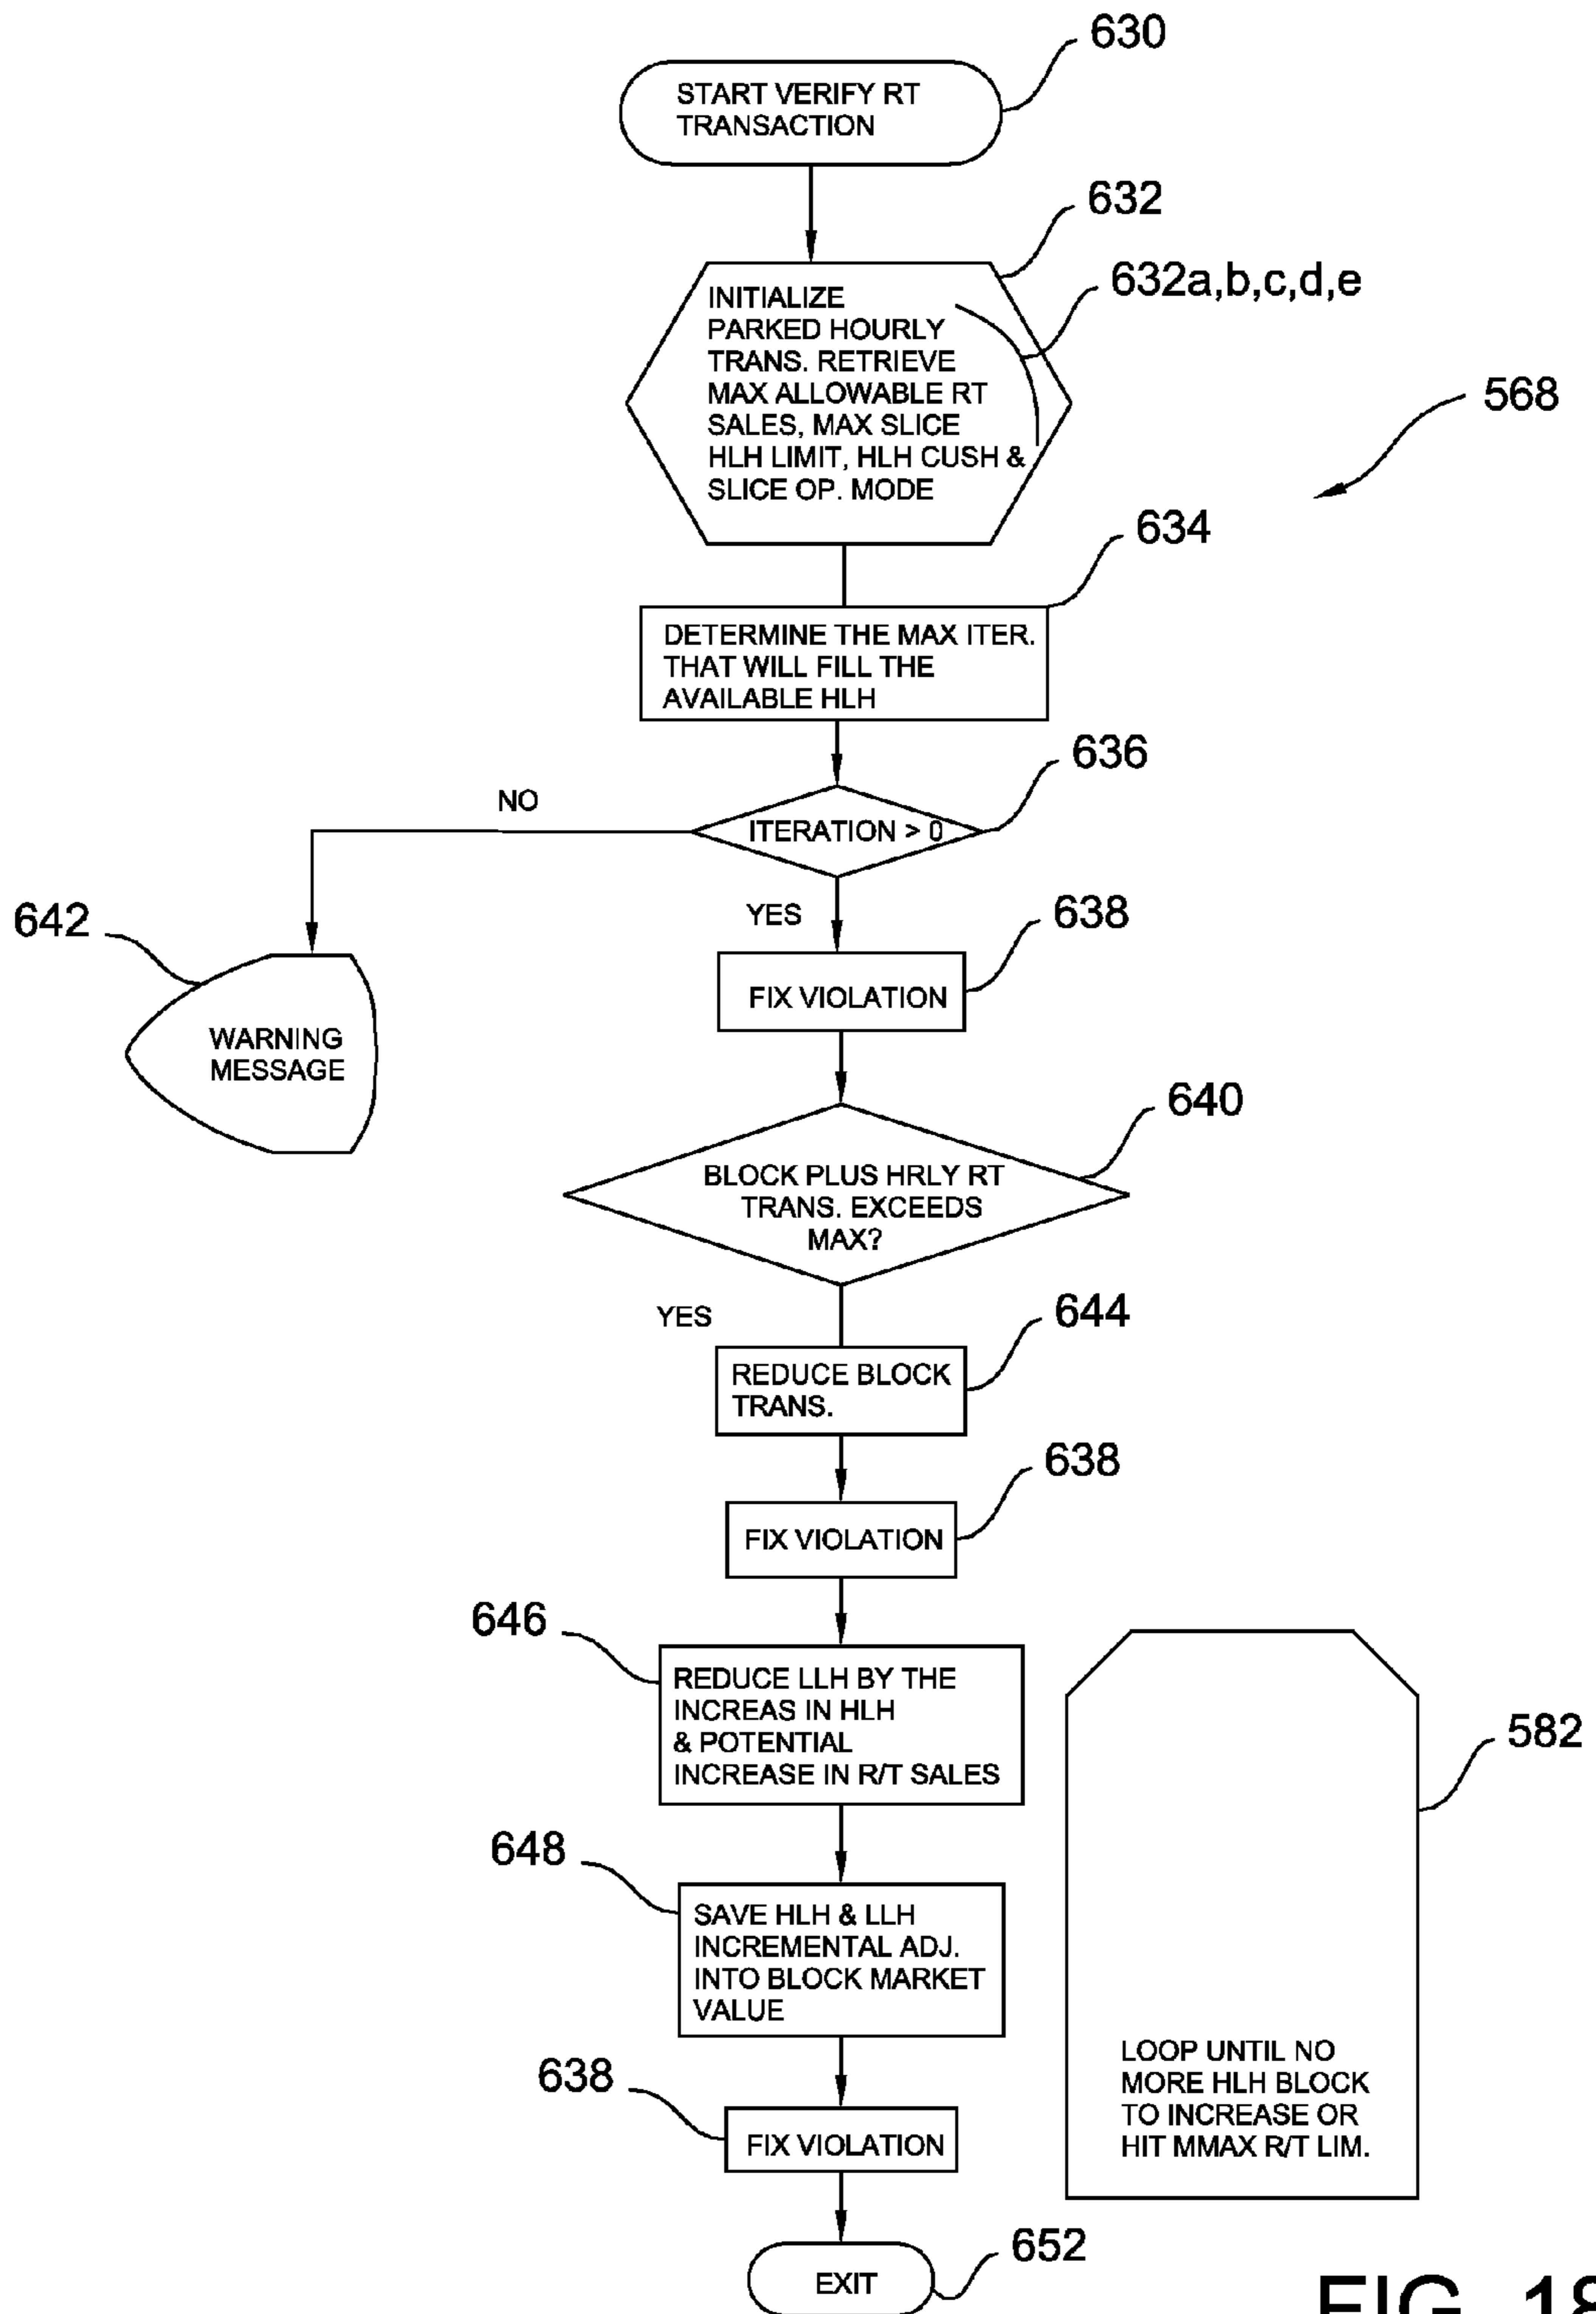 630
START VERIFY RT
TRANSACTION
632
632a,b,c,d,e
INITIALIZE
PARKED HOURLY
TRANS. RETRIEVE
MAX ALLOWABLE RT
SALES, MAX SLICE
HLH LIMIT, HLH CUSH &
SLICE OP. MODE
568
634
DETERMINE THE MAX ITER.
THAT WILL FILL THE
AVAILABLE HLH
636
NO
ITERATION > 0
642
YES
638
FIX VIOLATION
WARNING
MESSAGE
640
BLOCK PLUS HRLY RT
TRANS. EXCEEDS
MAX?
YES
644
REDUCE BLOCK
TRANS.
638
FIX VIOLATION
646
REDUCE LLH BY THE
INCREAS IN HLH
& POTENTIAL
INCREASE IN R/T SALES
582
648
SAVE HLH & LLH
INCREMENTAL ADJ.
INTO BLOCK MARKET
VALUE
LOOP UNTIL NO
MORE HLH BLOCK
TO INCREASE OR
HIT MMAX R/T LIM.
638
FIX VIOLATION
652
EXIT
FIG. 18